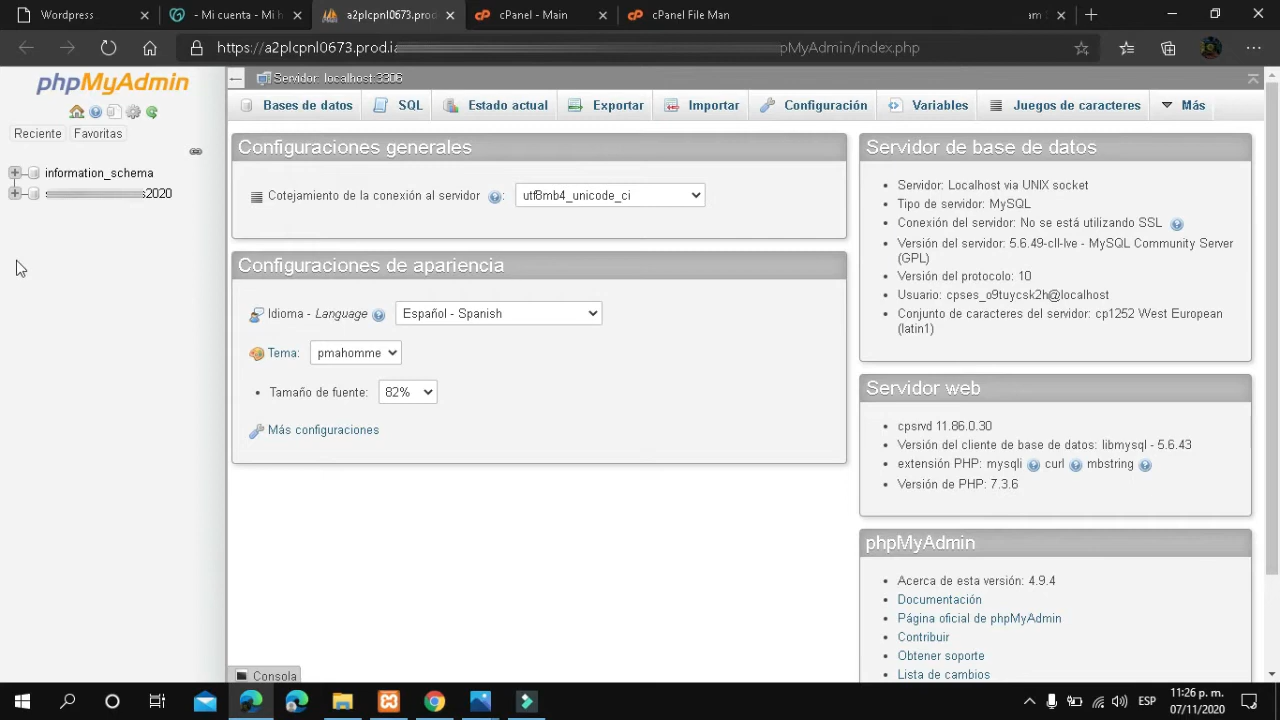 Wordpress
- Mi cuenta - Mi h
a2plcpnl0673.prod.
cPanel - Main
cPanel File Man
am S
https://a2plcpnl0673.prod.ia
pMyAdmin/index.php
phpMyAdmin
Reciente
Favoritas
information_schema
s2020
Servidor: localhost:3306
Bases de datos
SQL
Estado actual
Exportar
Importar
Configuración
Variables
Juegos de caracteres
Más
Configuraciones generales
Cotejamiento de la conexión al servidor : utf8mb4_unicode_ci
Configuraciones de apariencia
Idioma - Language : Español - Spanish
Tema: pmahomme
• Tamaño de fuente: 82%
Más configuraciones
Servidor de base de datos
• Servidor: Localhost via UNIX socket
• Tipo de servidor: MySQL
• Conexión del servidor: No se está utilizando SSL
• Versión del servidor: 5.6.49-cll-lve - MySQL Community Server
(GPL)
• Versión del protocolo: 10
• Usuario: cpses_o9tuycsk2h@localhost
• Conjunto de caracteres del servidor: cp1252 West European
(latin1)
Servidor web
• cpsrvd 11.86.0.30
• Versión del cliente de base de datos: libmysql - 5.6.43
• extensión PHP: mysqli curl mbstring
• Versión de PHP: 7.3.6
phpMyAdmin
• Acerca de esta versión: 4.9.4
• Documentación
• Página oficial de phpMyAdmin
• Contribuir
• Obtener soporte
• Lista de cambios
Consola
ESP
11:26 p. m.
07/11/2020